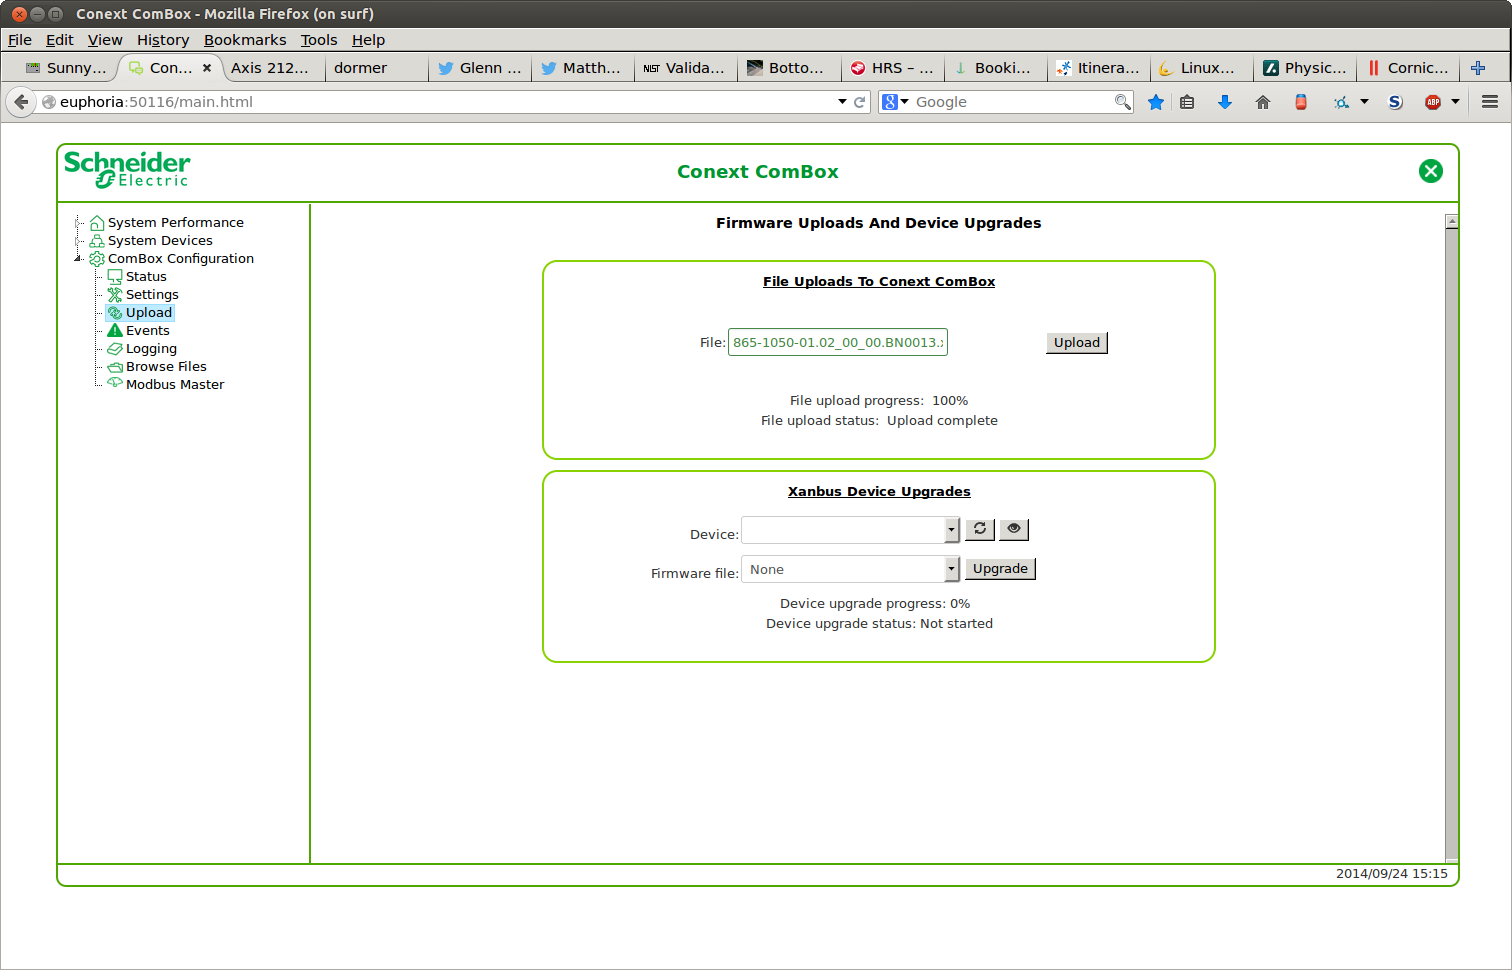 Conext ComBox - Mozilla Firefox (on surf)
File Edit View History Bookmarks Tools Help
Sunny... Con... Axis 212... dormer Glenn ... Matth... NIST Valida... Botto... HRS – ... Booki... Itinera... Linux... Physic... Cornic...
euphoria:50116/main.html Google S ABP
Schneider
Electric
Conext ComBox
System Performance
System Devices
ComBox Configuration
Status
Settings
Upload
Events
Logging
Browse Files
Modbus Master
Firmware Uploads And Device Upgrades
File Uploads To Conext ComBox
File: 865-1050-01.02_00_00.BN0013.x Upload
File upload progress: 100%
File upload status: Upload complete
Xanbus Device Upgrades
Device:
Firmware file: None Upgrade
Device upgrade progress: 0%
Device upgrade status: Not started
2014/09/24 15:15